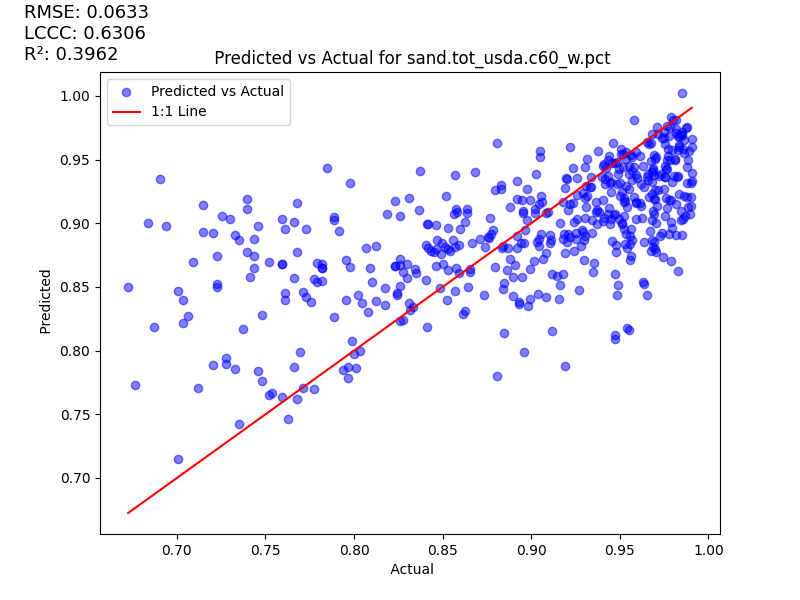 RMSE: 0.0633
LCCC: 0.6306
R²: 0.3962
Predicted vs Actual for sand.tot_usda.c60_w.pct
Predicted vs Actual
1:1 Line
1.00
0.95
0.90
0.85
0.80
0.75
0.70
Predicted
0.70 0.75 0.80 0.85 0.90 0.95 1.00
Actual